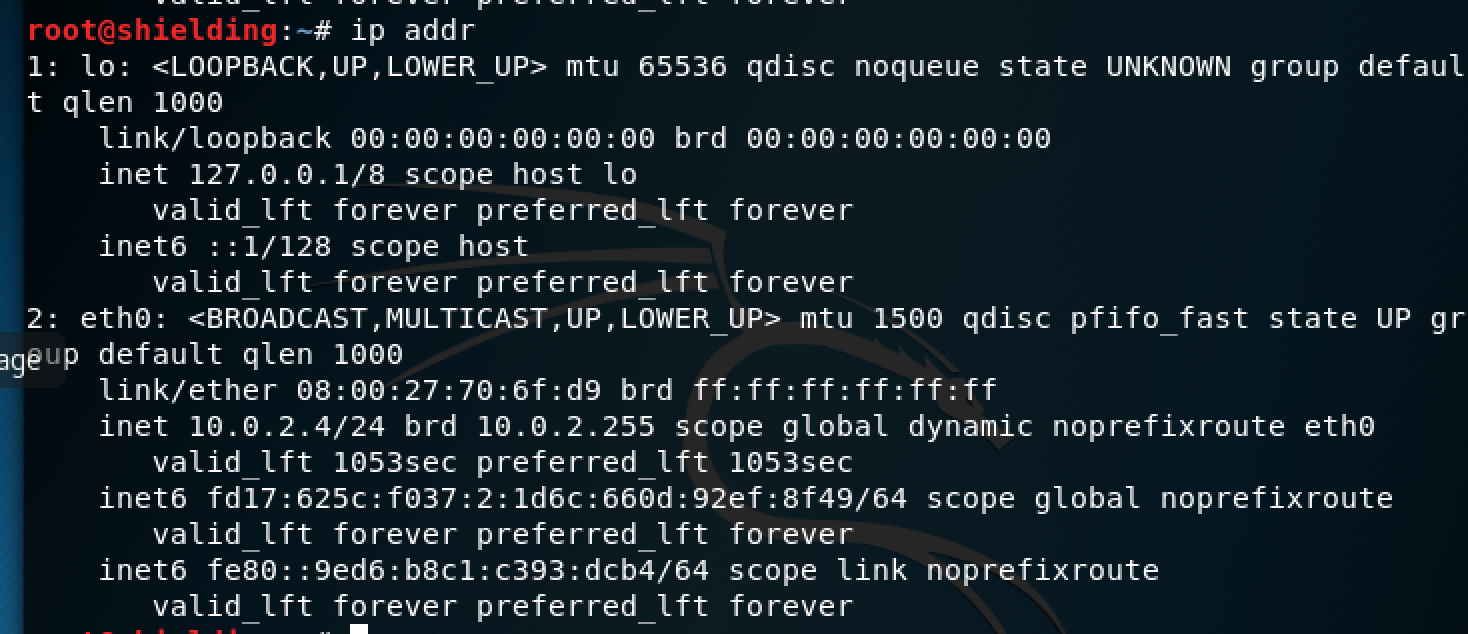 valid_lft forever preferred_lft forever
root@shielding:~# ip addr
1: lo: <LOOPBACK,UP,LOWER_UP> mtu 65536 qdisc noqueue state UNKNOWN group defaul
t qlen 1000
    link/loopback 00:00:00:00:00:00 brd 00:00:00:00:00:00
    inet 127.0.0.1/8 scope host lo
       valid_lft forever preferred_lft forever
    inet6 ::1/128 scope host
       valid_lft forever preferred_lft forever
2: eth0: <BROADCAST,MULTICAST,UP,LOWER_UP> mtu 1500 qdisc pfifo_fast state UP gr
oup default qlen 1000
age
    link/ether 08:00:27:70:6f:d9 brd ff:ff:ff:ff:ff:ff
    inet 10.0.2.4/24 brd 10.0.2.255 scope global dynamic noprefixroute eth0
       valid_lft 1053sec preferred_lft 1053sec
    inet6 fd17:625c:f037:2:1d6c:660d:92ef:8f49/64 scope global noprefixroute
       valid_lft forever preferred_lft forever
    inet6 fe80::9ed6:b8c1:c393:dcb4/64 scope link noprefixroute
       valid_lft forever preferred_lft forever